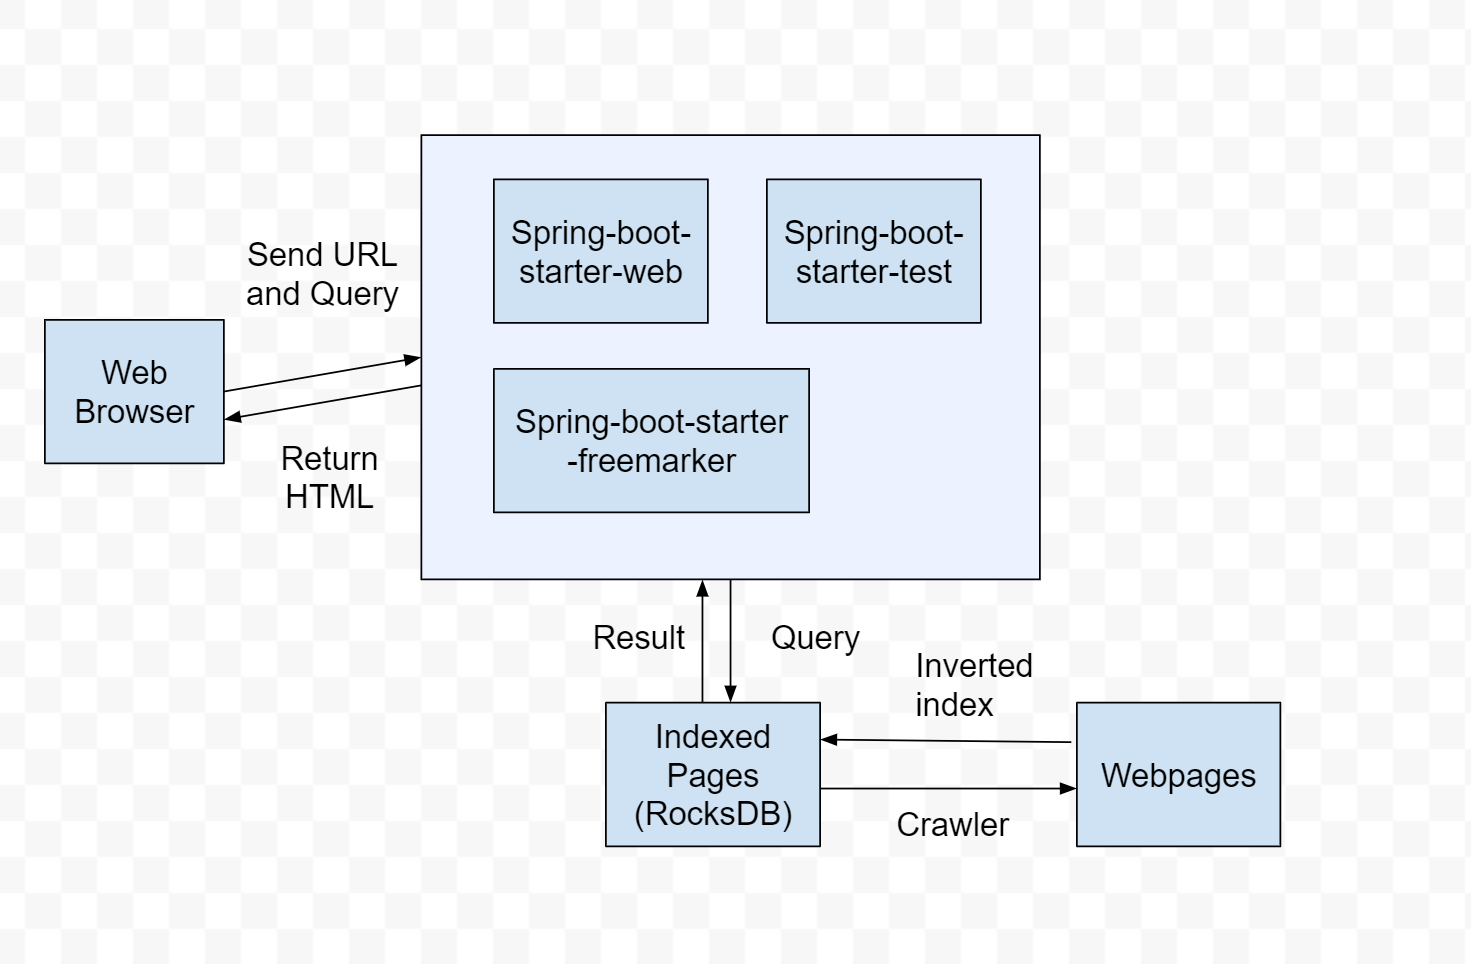 Spring-boot-
starter-web
Spring-boot-
starter-test
Send URL
and Query
Web
Browser
Spring-boot-starter
-freemarker
Return
HTML
Result
Query
Inverted
index
Indexed
Pages
(RocksDB)
Webpages
Crawler